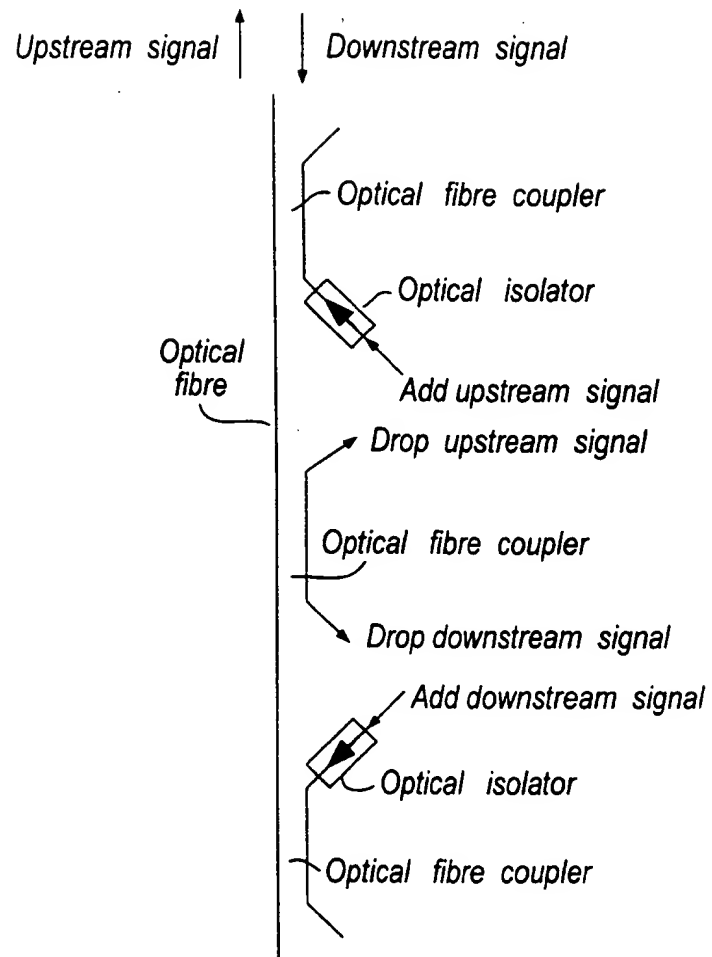 Upstream signal
Downstream signal
Optical fibre coupler
Optical isolator
Optical
fibre
Add upstream signal
Drop upstream signal
Optical fibre coupler
Drop downstream signal
Add downstream signal
Optical isolator
Optical fibre coupler